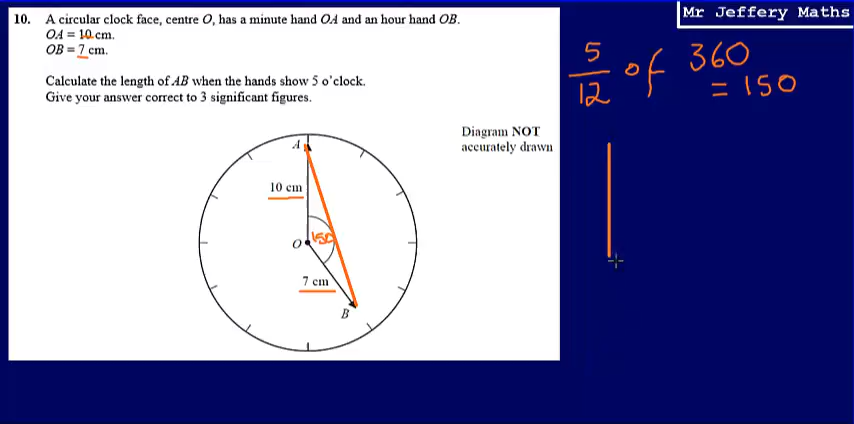 Mr Jeffery Maths
10. A circular clock face, centre O, has a minute hand OA and an hour hand OB.
OA = 10 cm.
OB = 7 cm.
Calculate the length of AB when the hands show 5 o'clock.
Give your answer correct to 3 significant figures.
5/12 of 360
= 150
Diagram NOT
accurately drawn
A
10 cm
O
150
7 cm
B